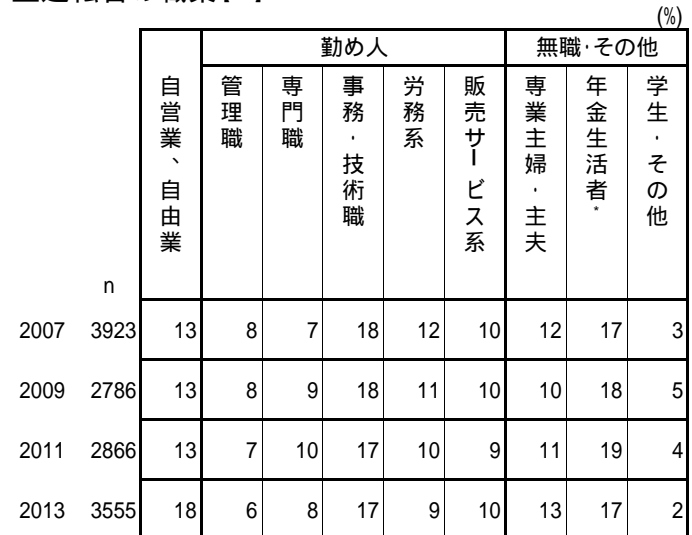 (%)
勤め人 無職・その他
自営業、自由業 管理職 専門職 事務・技術職 労務系 販売サービス系 専業主婦・主夫 年金生活者* 学生・その他
n
2007 3923 13 8 7 18 12 10 12 17 3
2009 2786 13 8 9 18 11 10 10 18 5
2011 2866 13 7 10 17 10 9 11 19 4
2013 3555 18 6 8 17 9 10 13 17 2